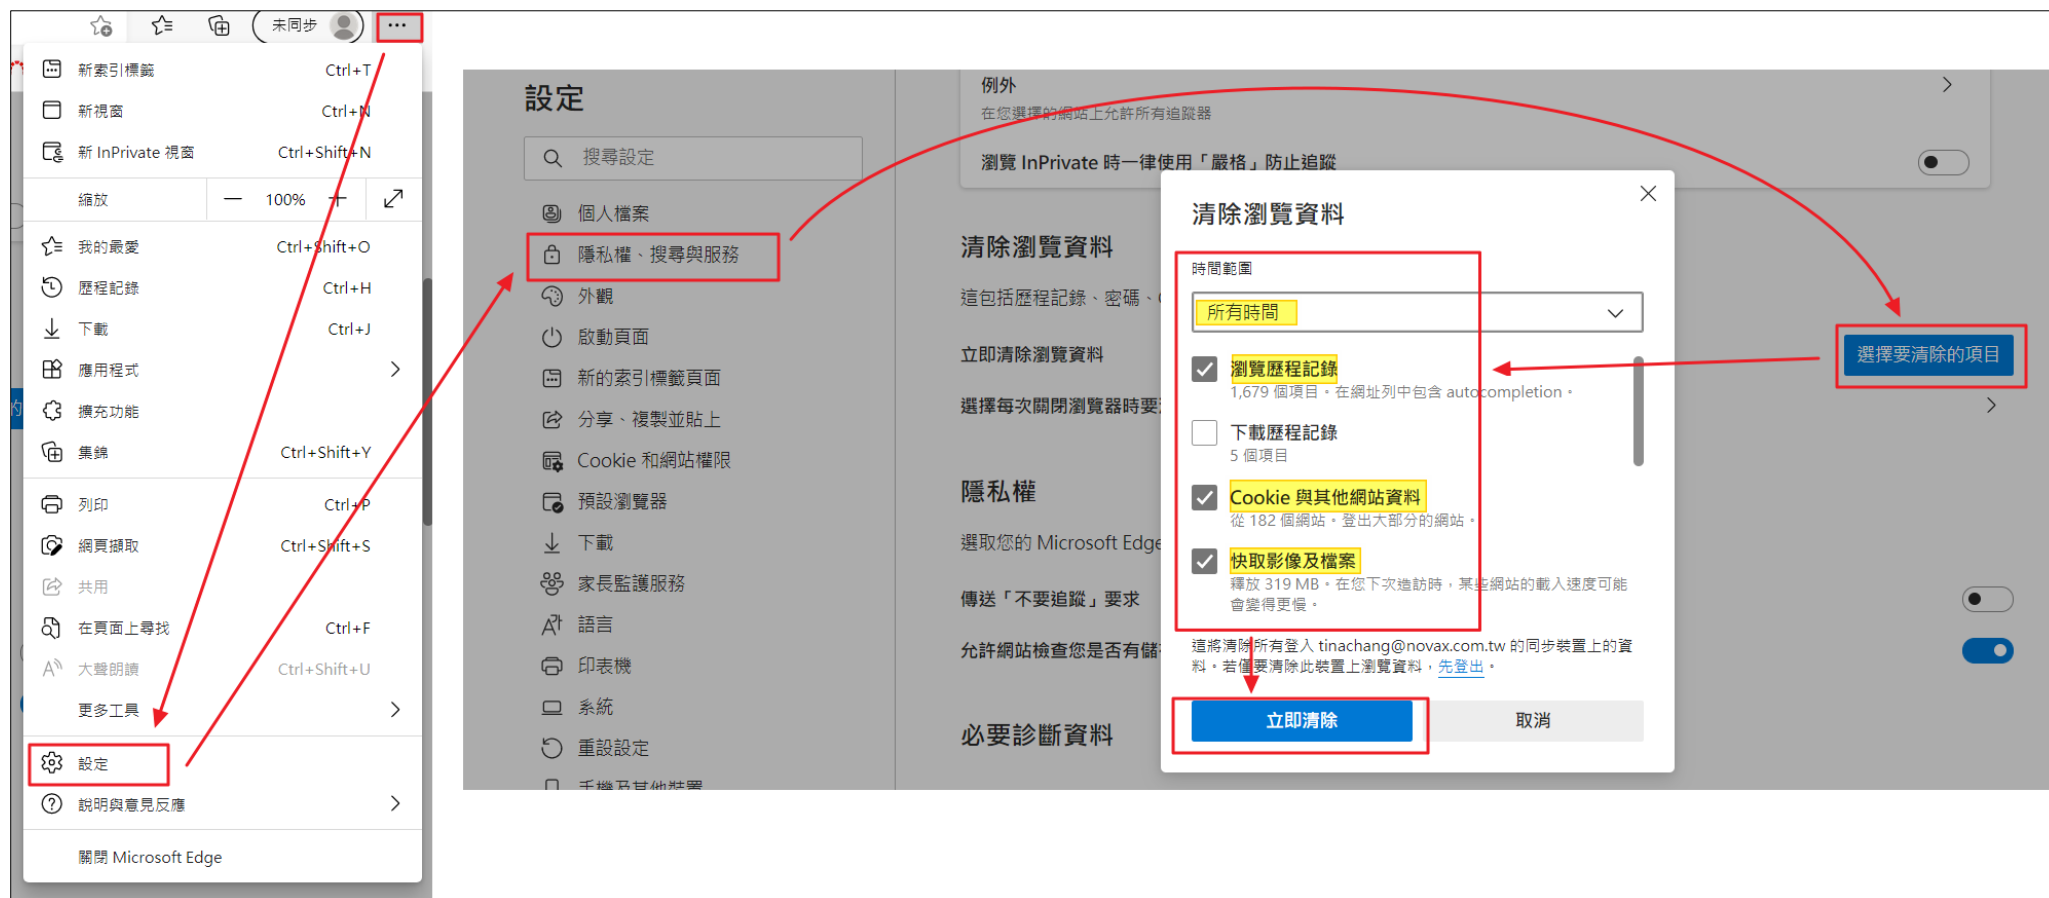 未同步
新索引標籤 Ctrl+T
新視窗 Ctrl+N
新 InPrivate 視窗 Ctrl+Shift+N
縮放 — 100% +
我的最愛 Ctrl+Shift+O
歷程記錄 Ctrl+H
下載 Ctrl+J
應用程式
擴充功能
集錦 Ctrl+Shift+Y
列印 Ctrl+P
網頁擷取 Ctrl+Shift+S
共用
在頁面上尋找 Ctrl+F
大聲朗讀 Ctrl+Shift+U
更多工具
設定
說明與意見反應
關閉 Microsoft Edge
設定
搜尋設定
個人檔案
隱私權、搜尋與服務
外觀
啟動頁面
新的索引標籤頁面
分享、複製並貼上
Cookie 和網站權限
預設瀏覽器
下載
家長監護服務
語言
印表機
系統
重設設定
手機及其他裝置
例外
在您選擇的網站上允許所有追蹤器
瀏覽 InPrivate 時一律使用「嚴格」防止追蹤
清除瀏覽資料
這包括歷程記錄、密碼、
立即清除瀏覽資料
選擇要清除的項目
選擇每次關閉瀏覽器時要
隱私權
選取您的 Microsoft Edge
傳送「不要追蹤」要求
允許網站檢查您是否有儲
必要診斷資料
清除瀏覽資料
時間範圍
所有時間
瀏覽歷程記錄
1,679 個項目。在網址列中包含 autocompletion。
下載歷程記錄
5 個項目
Cookie 與其他網站資料
從 182 個網站。登出大部分的網站。
快取影像及檔案
釋放 319 MB。在您下次造訪時，某些網站的載入速度可能
會變得更慢。
這將清除所有登入 tinachang@novax.com.tw 的同步裝置上的資
料。若僅要清除此裝置上瀏覽資料，先登出。
立即清除 取消